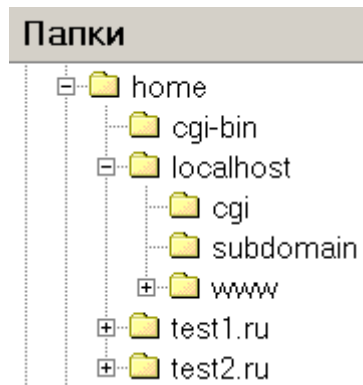 Папки
home
cgi-bin
localhost
cgi
subdomain
www
test1.ru
test2.ru